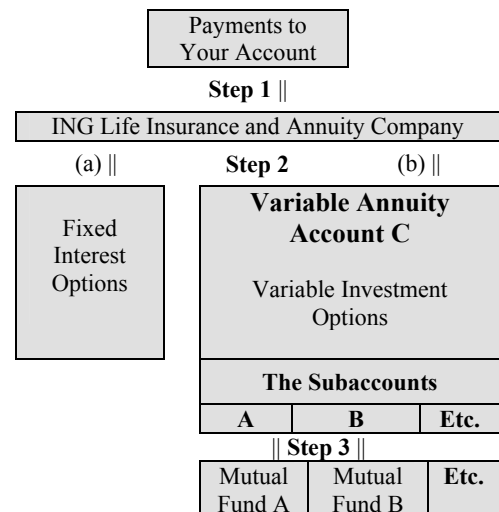 Payments to
Your Account
Step 1 ||
ING Life Insurance and Annuity Company
(a) || Step 2 (b) ||
Fixed
Interest
Options
Variable Annuity
Account C
Variable Investment
Options
The Subaccounts
A B Etc.
|| Step 3 ||
Mutual
Fund A
Mutual
Fund B
Etc.